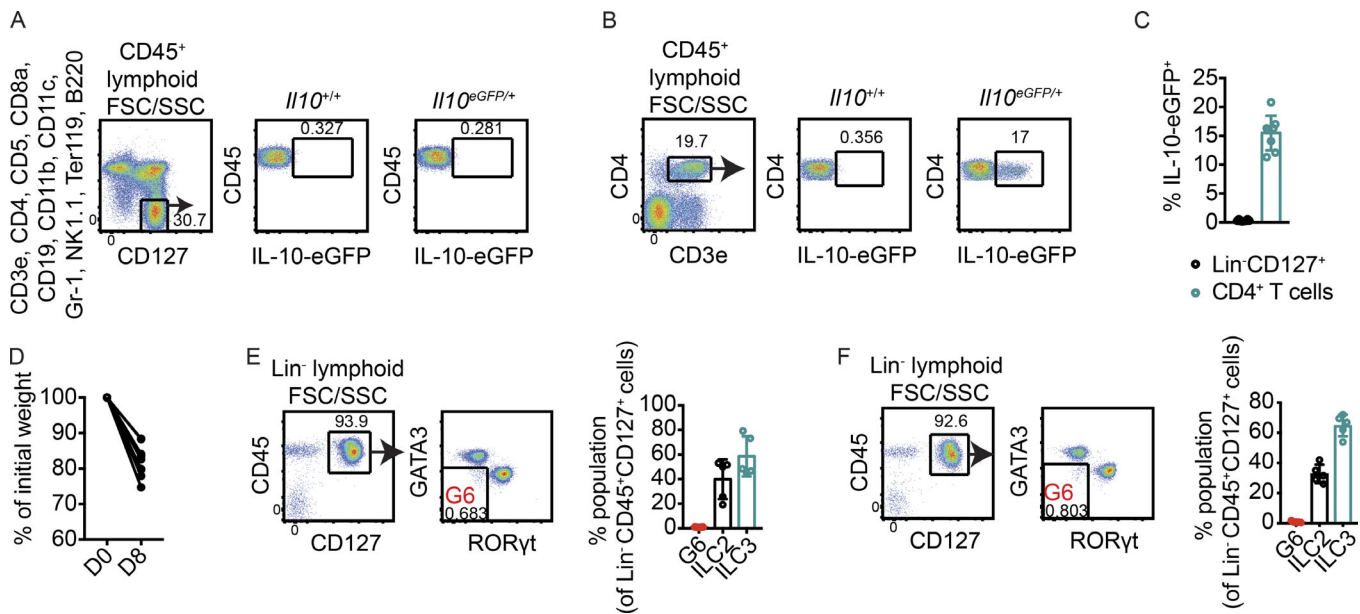 A
CD3e, CD4, CD5, CD8a,
CD19, CD11b, CD11c,
Gr-1, NK1.1, Ter119, B220
CD45⁺
lymphoid
FSC/SSC
30.7
0
0
CD127
Il10⁺/⁺
0.327
CD45
IL-10-eGFP
Il10ᵉᴳᶠᴾ/⁺
0.281
CD45
IL-10-eGFP
B
CD45⁺
lymphoid
FSC/SSC
19.7
CD4
0
0
CD3e
Il10⁺/⁺
0.356
CD4
IL-10-eGFP
Il10ᵉᴳᶠᴾ/⁺
17
CD4
IL-10-eGFP
C
% IL-10-eGFP⁺
25
20
15
10
5
0
Lin⁻CD127⁺
CD4⁺ T cells
D
% of initial weight
100
90
80
70
60
D0
D8
E
Lin⁻ lymphoid
FSC/SSC
93.9
CD45
0
0
CD127
GATA3
G6
0.683
RORγt
% population
(of Lin⁻ CD45⁺CD127⁺ cells)
100
80
60
40
20
0
G6
ILC2
ILC3
F
Lin⁻ lymphoid
FSC/SSC
92.6
CD45
0
0
CD127
GATA3
G6
0.803
RORγt
% population
(of Lin⁻ CD45⁺CD127⁺ cells)
80
60
40
20
0
G6
ILC2
ILC3